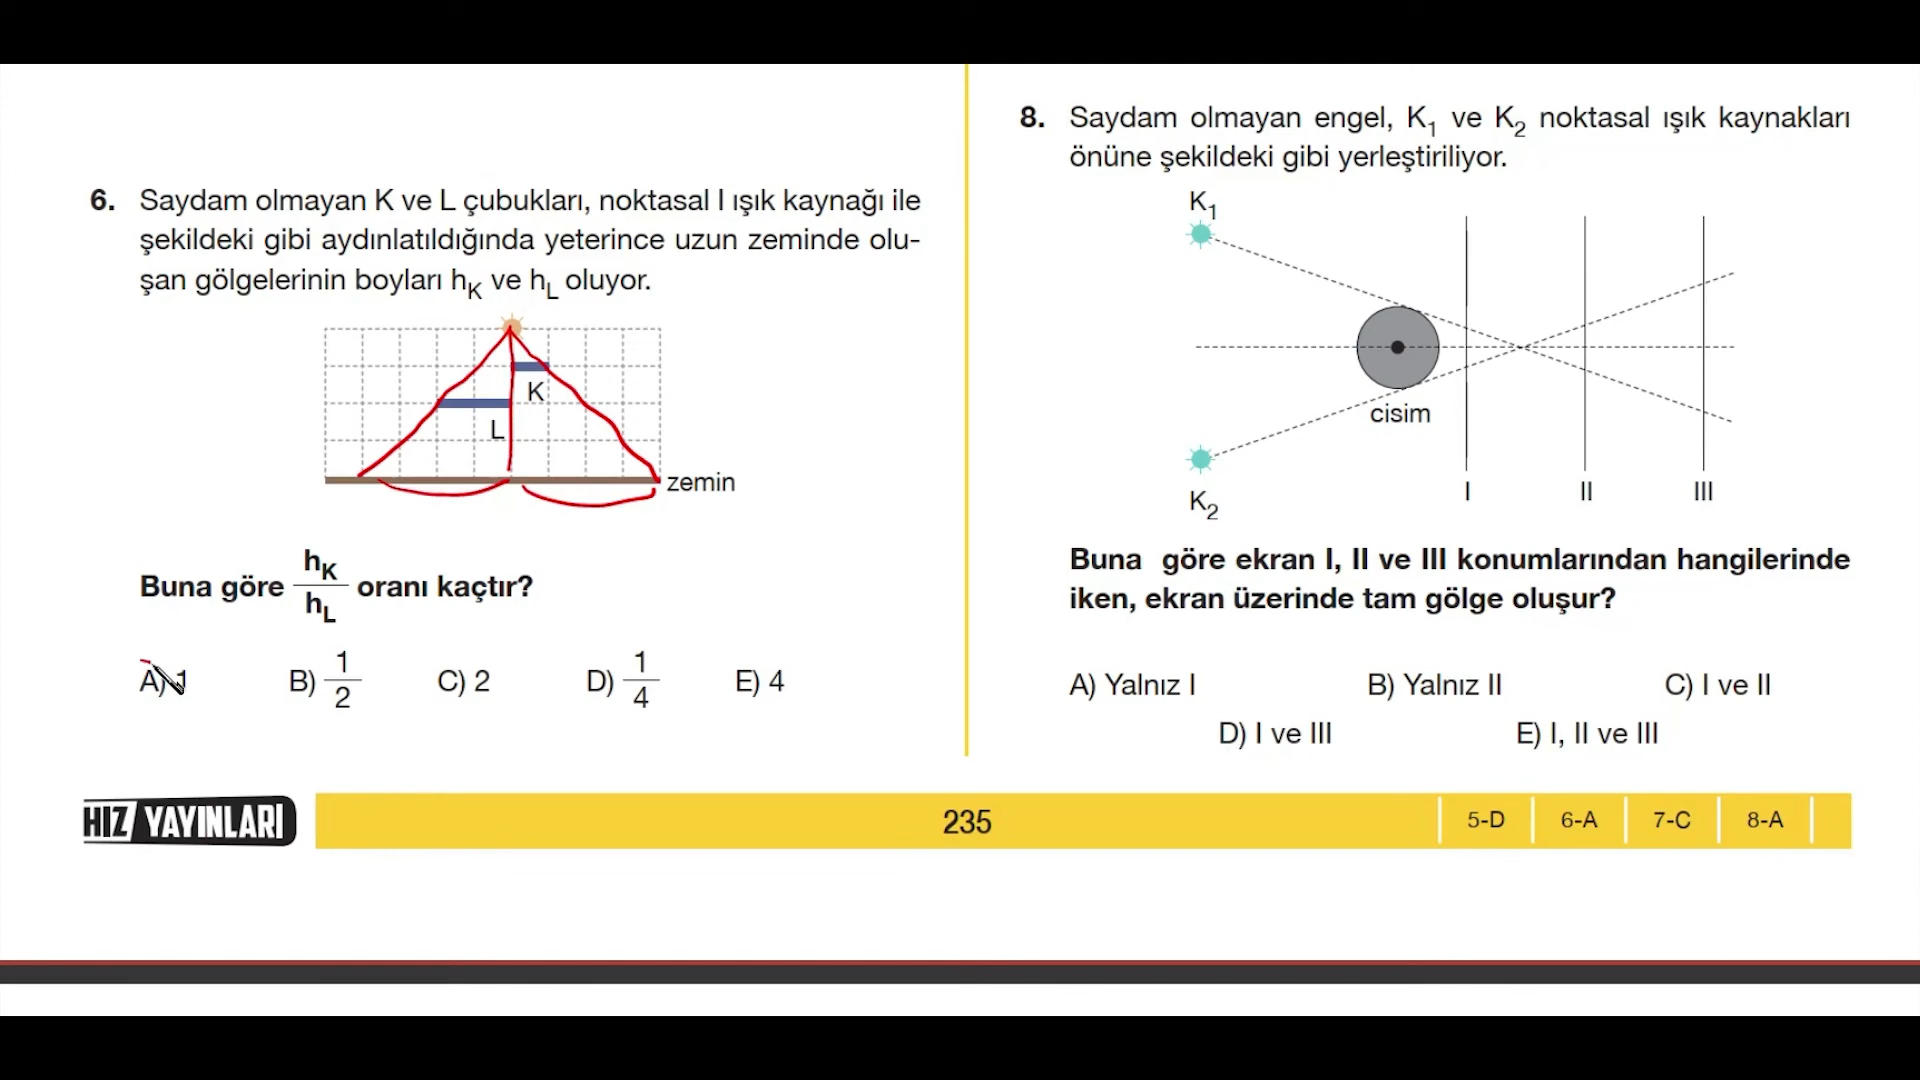 6. Saydam olmayan K ve L çubukları, noktasal I ışık kaynağı ile
şekildeki gibi aydınlatıldığında yeterince uzun zeminde olu-
şan gölgelerinin boyları hK ve hL oluyor.
K
L
zemin
Buna göre hK/hL oranı kaçtır?
A) 1 B) 1/2 C) 2 D) 1/4 E) 4
8. Saydam olmayan engel, K1 ve K2 noktasal ışık kaynakları
önüne şekildeki gibi yerleştiriliyor.
K1
cisim
K2
I II III
Buna göre ekran I, II ve III konumlarından hangilerinde
iken, ekran üzerinde tam gölge oluşur?
A) Yalnız I B) Yalnız II C) I ve II
D) I ve III E) I, II ve III
HIZ YAYINLARI 235 5-D 6-A 7-C 8-A